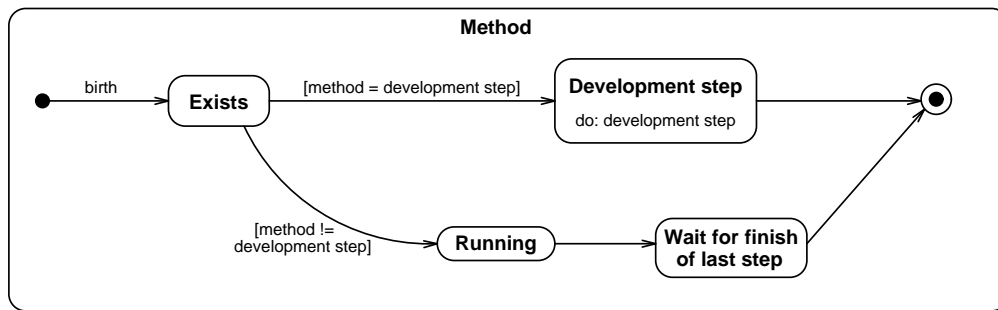 Method
birth
Exists
[method = development step]
Development step
do: development step
[method !=
development step]
Running
Wait for finish
of last step